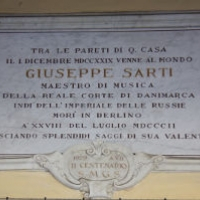 TRA LE PARETI DI Q. CASA
IL I DICEMBRE MDCCXXIX VENNE AL MONDO
GIUSEPPE SARTI
MAESTRO DI MUSICA
DELLA REALE CORTE DI DANIMARCA
INDI DELL'IMPERIALE DELLE RUSSIE
MORÌ IN BERLINO
A XXVIII DEL LUGLIO MDCCCII
SCIANDO SPLENDIDI SAGGI DI SUA VALENT
II CENTENARIO